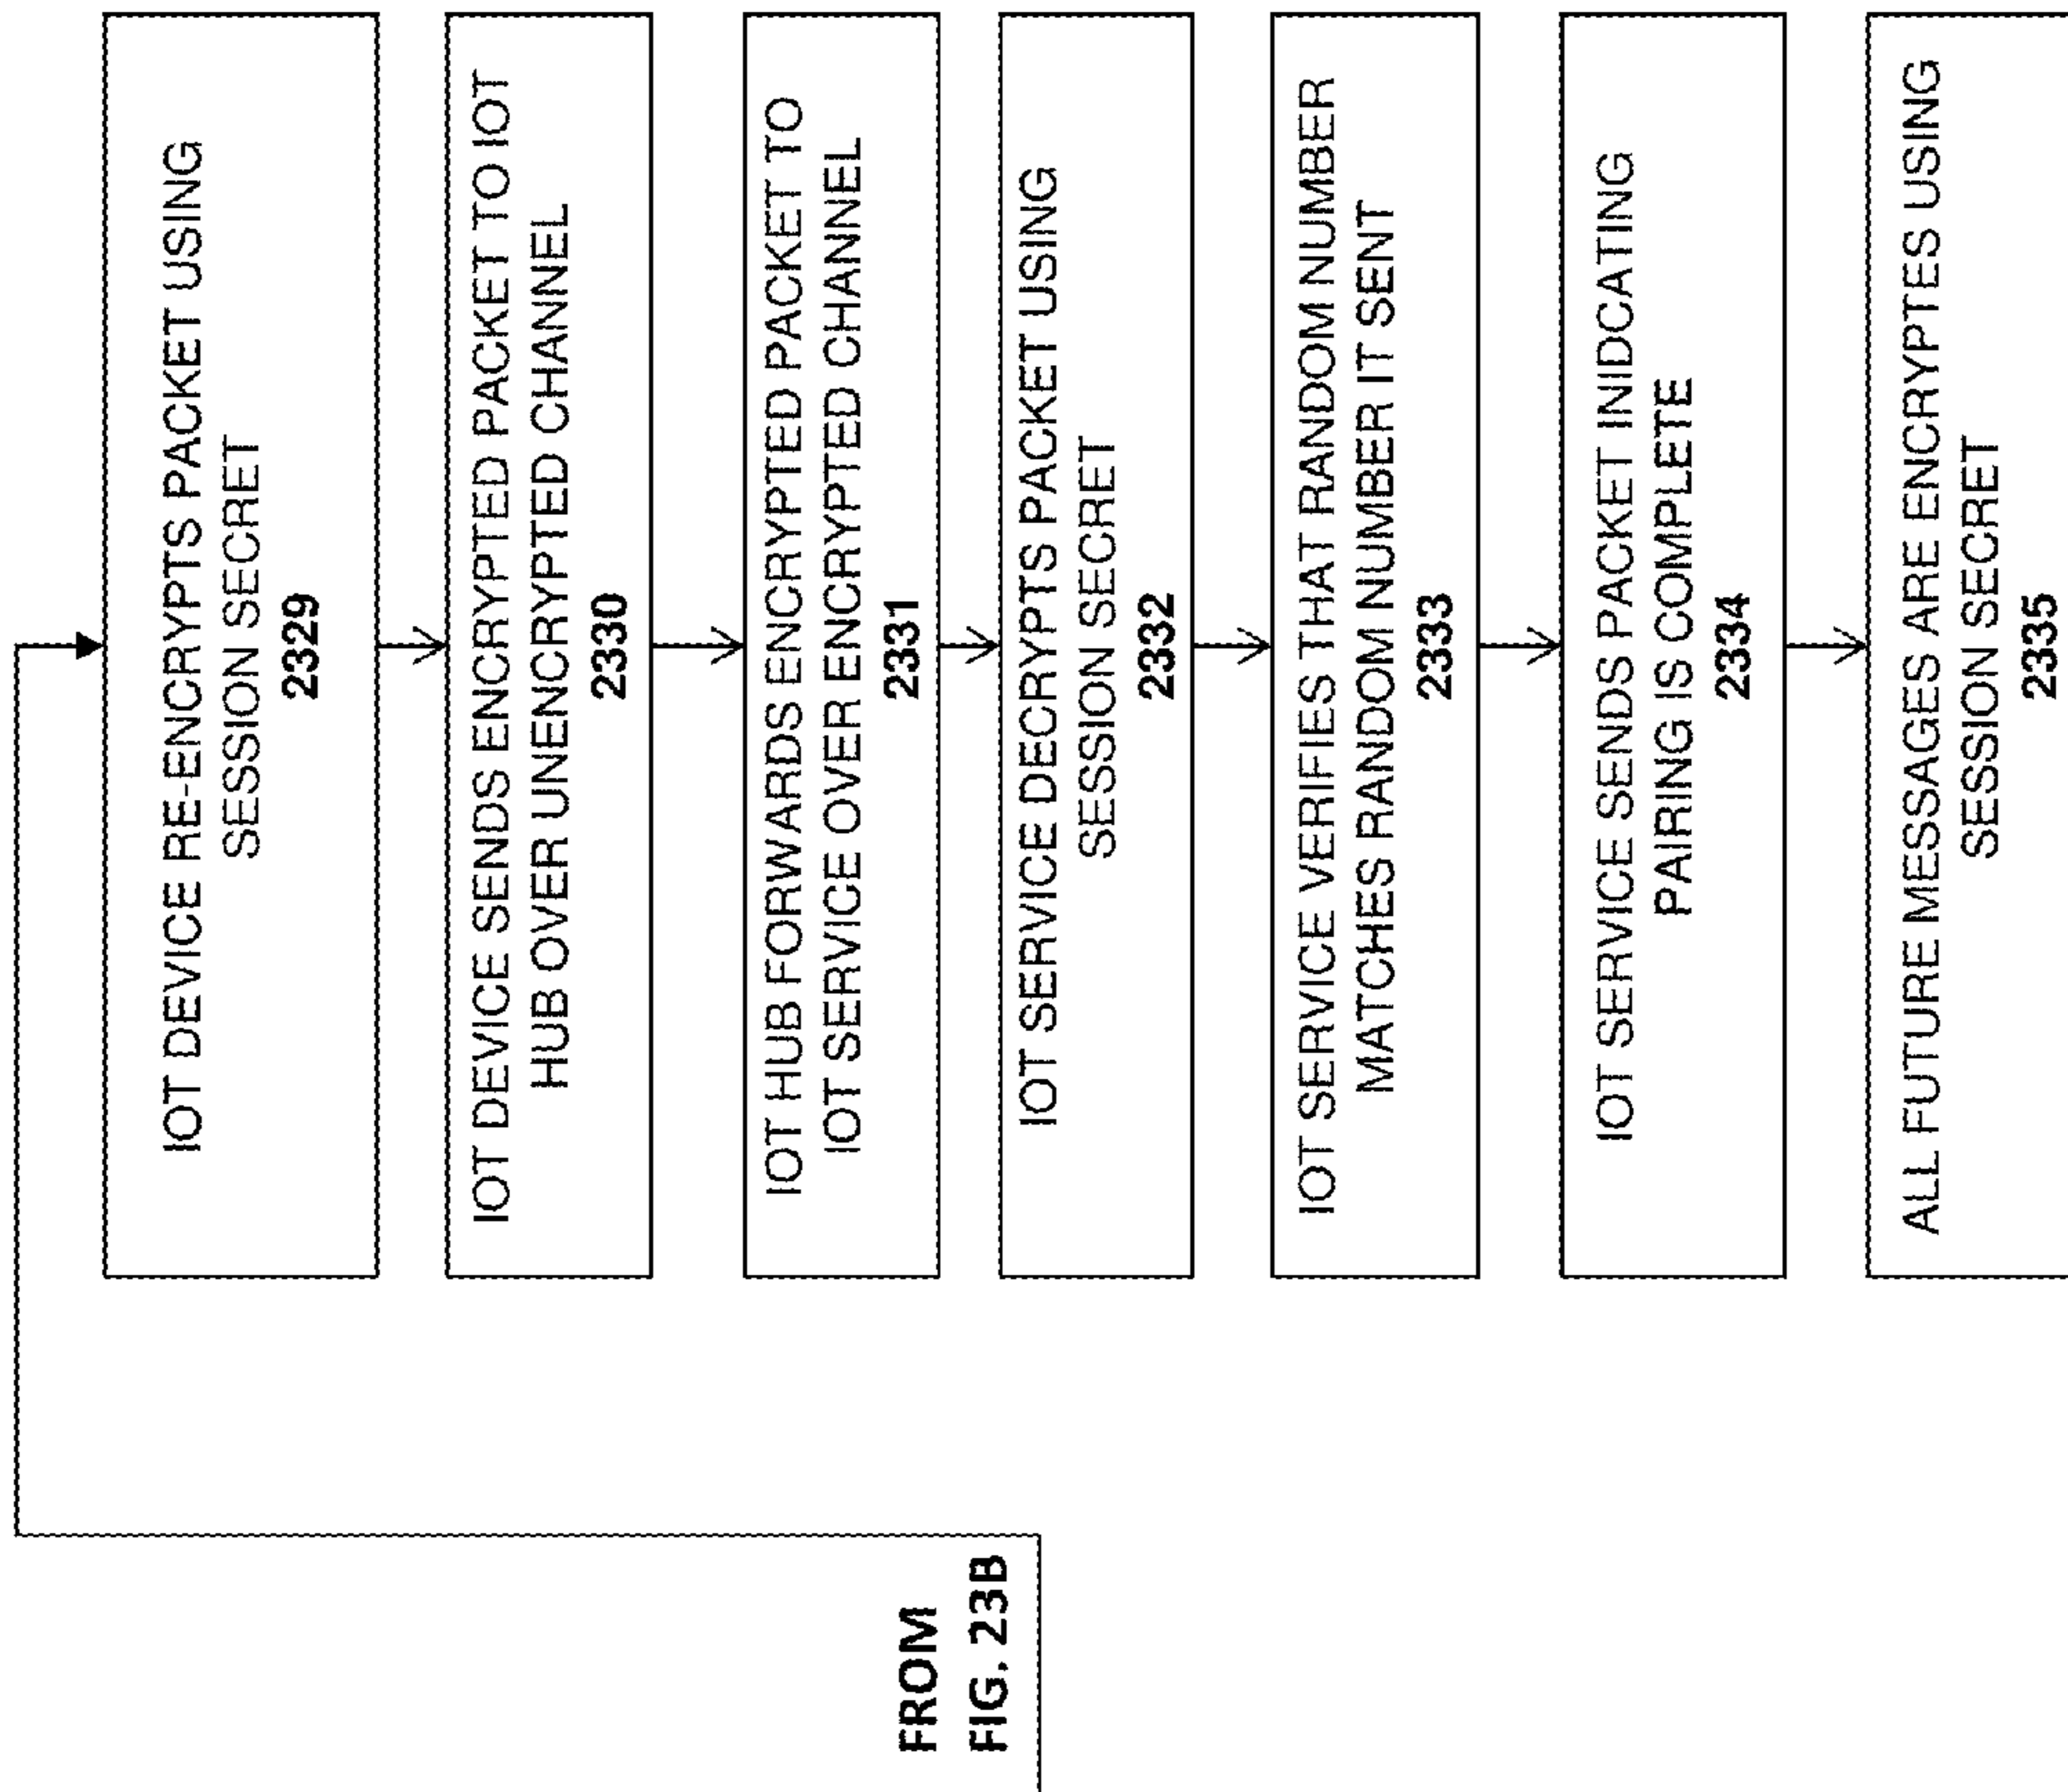 FROM
FIG. 23B
IOT DEVICE RE-ENCRYPTS PACKET USING
SESSION SECRET
2329
IOT DEVICE SENDS ENCRYPTED PACKET TO IOT
HUB OVER UNENCRYPTED CHANNEL
2330
IOT HUB FORWARDS ENCRYPTED PACKET TO
IOT SERVICE OVER ENCRYPTED CHANNEL
2331
IOT SERVICE DECRYPTS PACKET USING
SESSION SECRET
2332
IOT SERVICE VERIFIES THAT RANDOM NUMBER
MATCHES RANDOM NUMBER IT SENT
2333
IOT SERVICE SENDS PACKET INIDCATING
PAIRING IS COMPLETE
2334
ALL FUTURE MESSAGES ARE ENCRYPTES USING
SESSION SECRET
2335